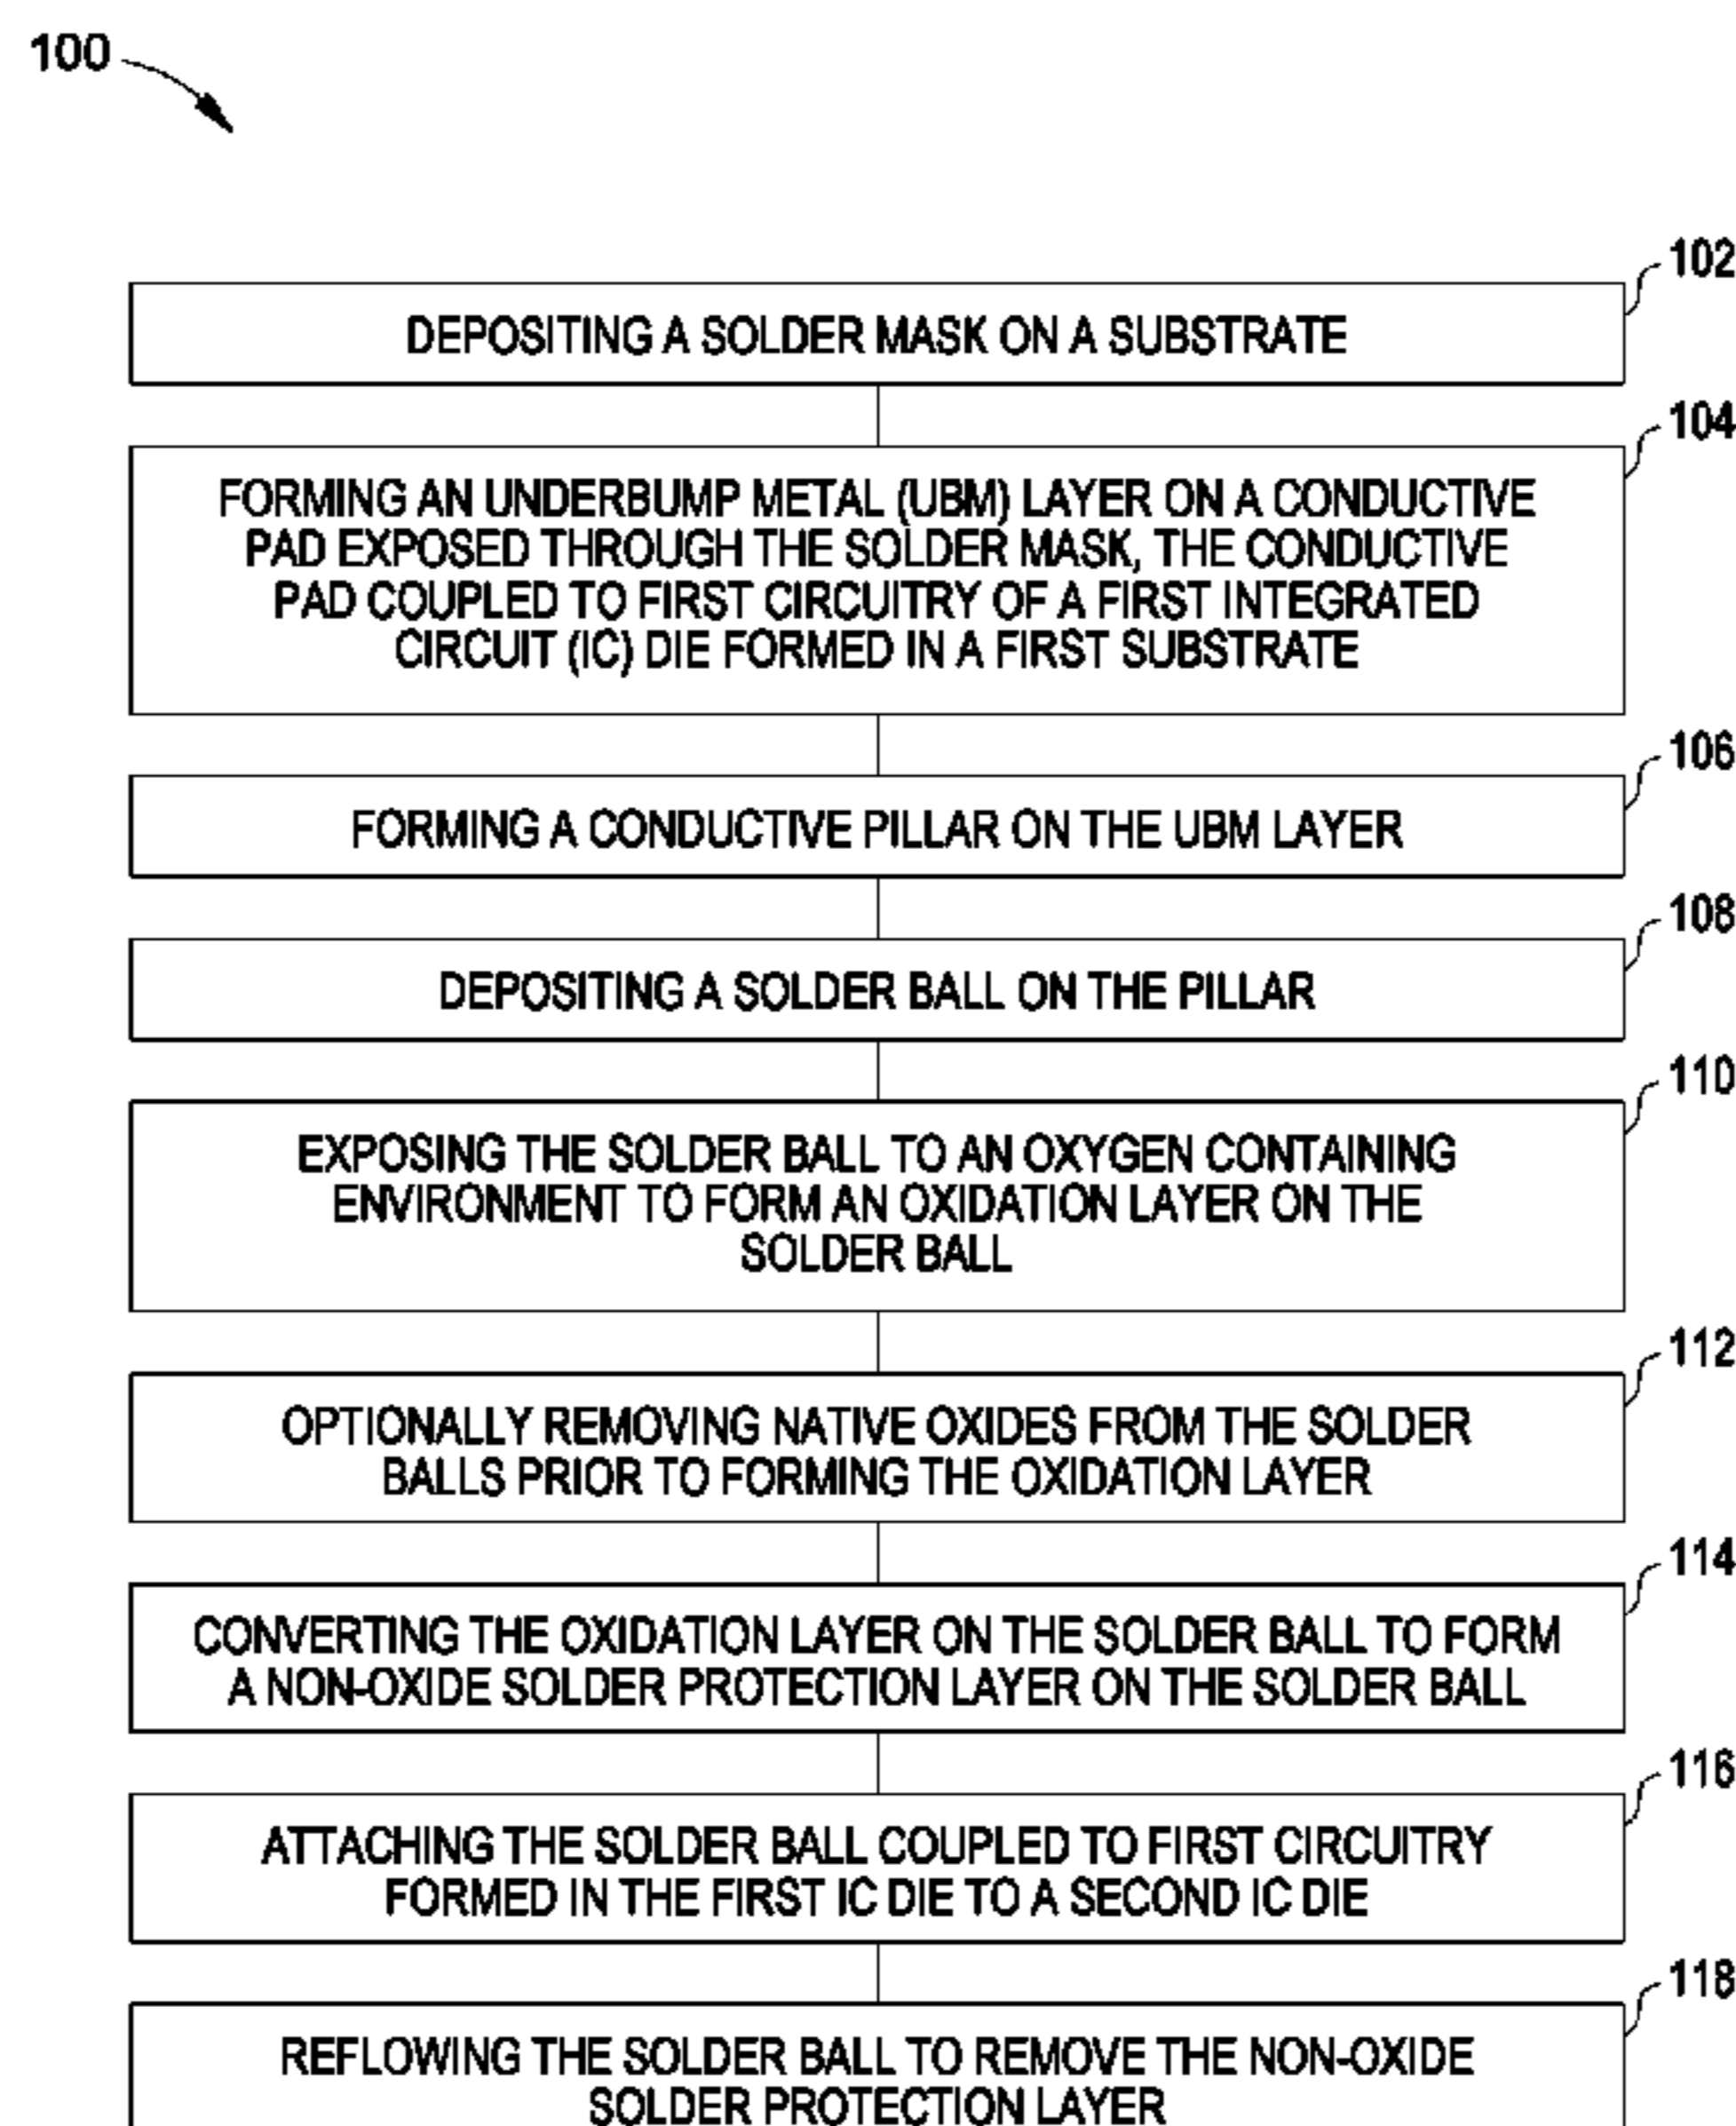 100
102
DEPOSITING A SOLDER MASK ON A SUBSTRATE
104
FORMING AN UNDERBUMP METAL (UBM) LAYER ON A CONDUCTIVE
PAD EXPOSED THROUGH THE SOLDER MASK, THE CONDUCTIVE
PAD COUPLED TO FIRST CIRCUITRY OF A FIRST INTEGRATED
CIRCUIT (IC) DIE FORMED IN A FIRST SUBSTRATE
106
FORMING A CONDUCTIVE PILLAR ON THE UBM LAYER
108
DEPOSITING A SOLDER BALL ON THE PILLAR
110
EXPOSING THE SOLDER BALL TO AN OXYGEN CONTAINING
ENVIRONMENT TO FORM AN OXIDATION LAYER ON THE
SOLDER BALL
112
OPTIONALLY REMOVING NATIVE OXIDES FROM THE SOLDER
BALLS PRIOR TO FORMING THE OXIDATION LAYER
114
CONVERTING THE OXIDATION LAYER ON THE SOLDER BALL TO FORM
A NON-OXIDE SOLDER PROTECTION LAYER ON THE SOLDER BALL
116
ATTACHING THE SOLDER BALL COUPLED TO FIRST CIRCUITRY
FORMED IN THE FIRST IC DIE TO A SECOND IC DIE
118
REFLOWING THE SOLDER BALL TO REMOVE THE NON-OXIDE
SOLDER PROTECTION LAYER